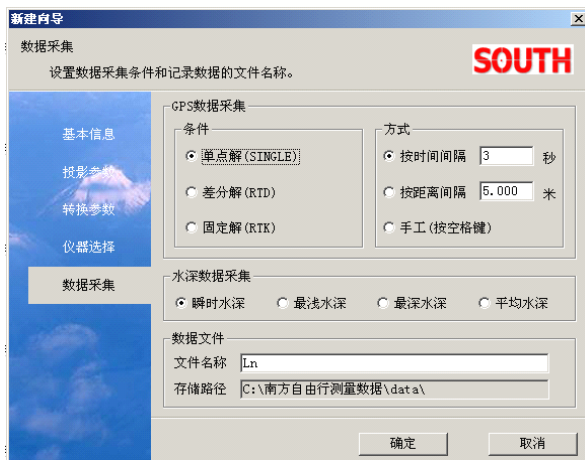 新建向导
数据采集
设置数据采集条件和记录数据的文件名称。
SOUTH
基本信息
投影参数
转换参数
仪器选择
数据采集
GPS数据采集
条件
单点解(SINGLE)
差分解(RTD)
固定解(RTK)
方式
按时间间隔 3 秒
按距离间隔 5.000 米
手工(按空格键)
水深数据采集
瞬时水深 最浅水深 最深水深 平均水深
数据文件
文件名称 Ln
存储路径 C:\南方自由行测量数据\data\
确定 取消